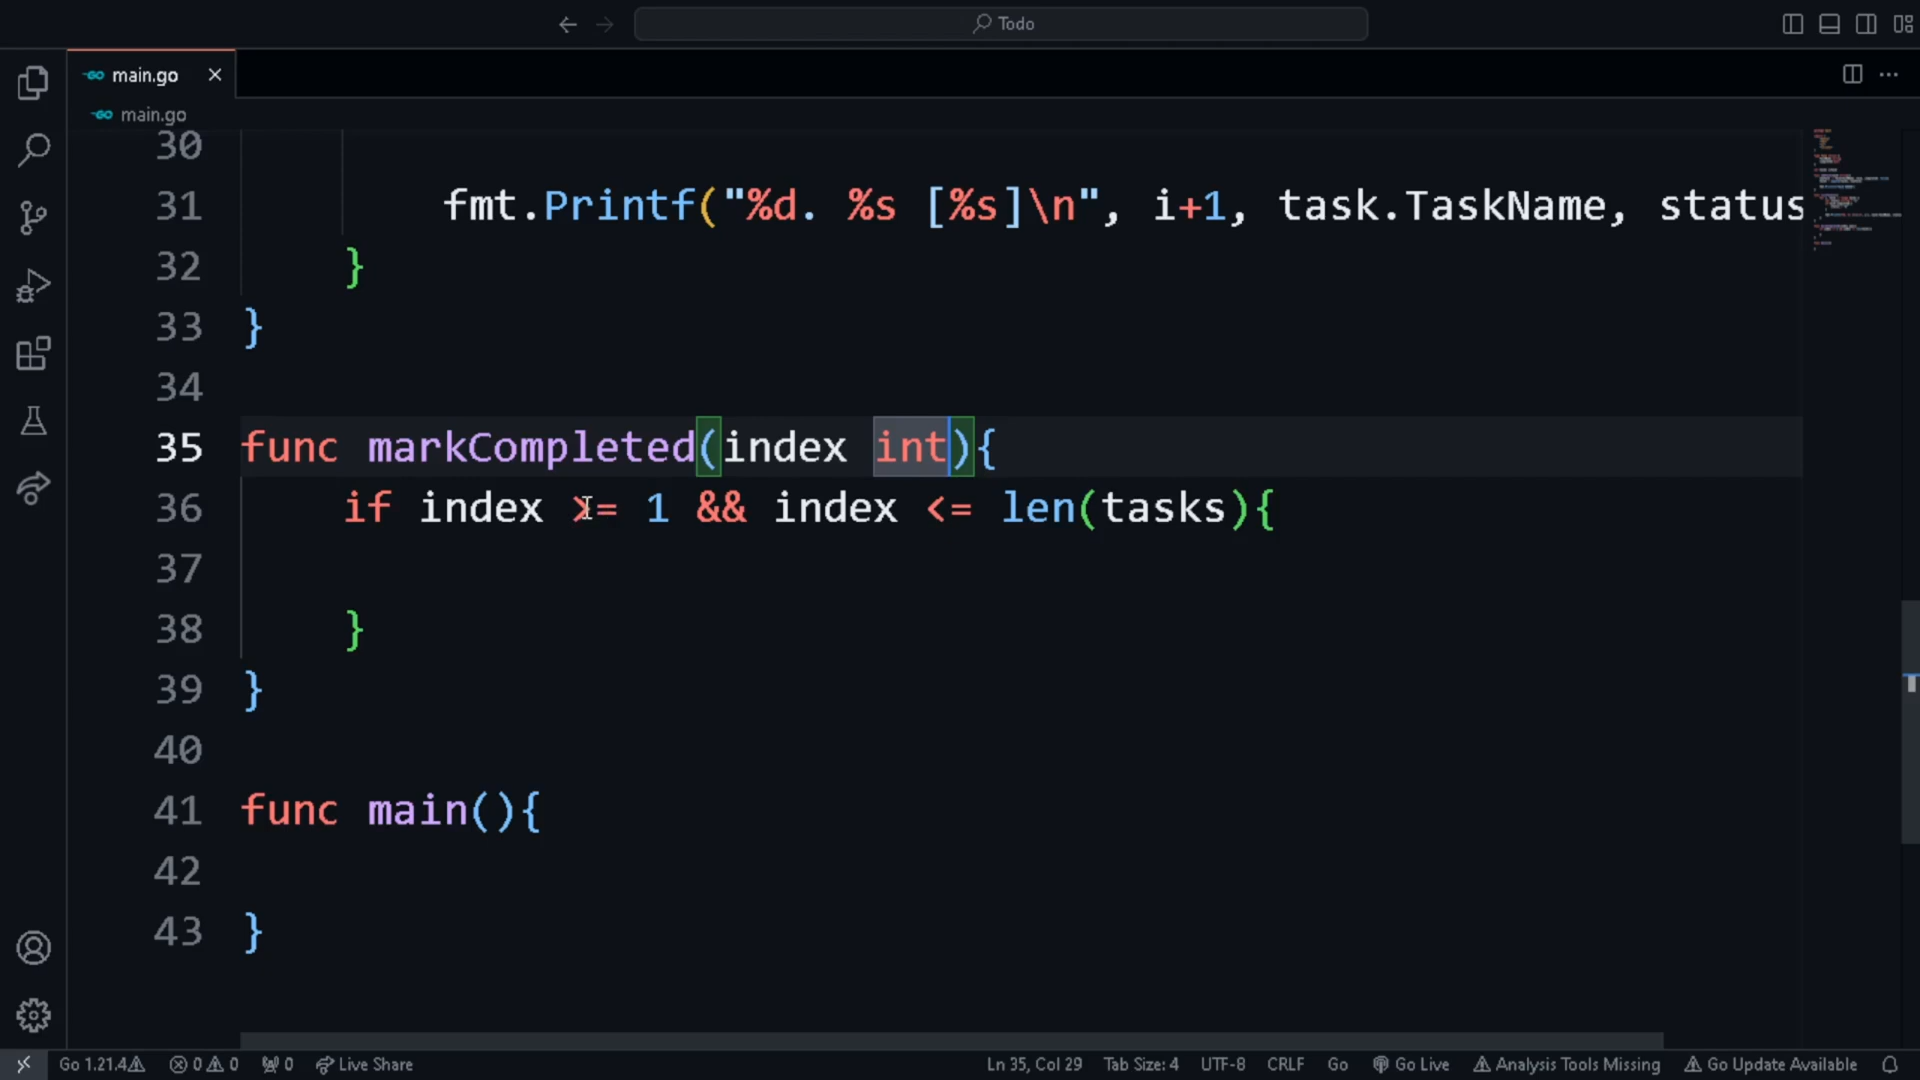 Todo
main.go
main.go
30
31 fmt.Printf("%d. %s [%s]\n", i+1, task.TaskName, status
32 }
33 }
34
35 func markCompleted(index int){
36 if index >= 1 && index <= len(tasks){
37
38 }
39 }
40
41 func main(){
42
43 }
Go 1.21.4 0 0 0 Live Share Ln 35, Col 29 Tab Size: 4 UTF-8 CRLF Go Go Live Analysis Tools Missing Go Update Available